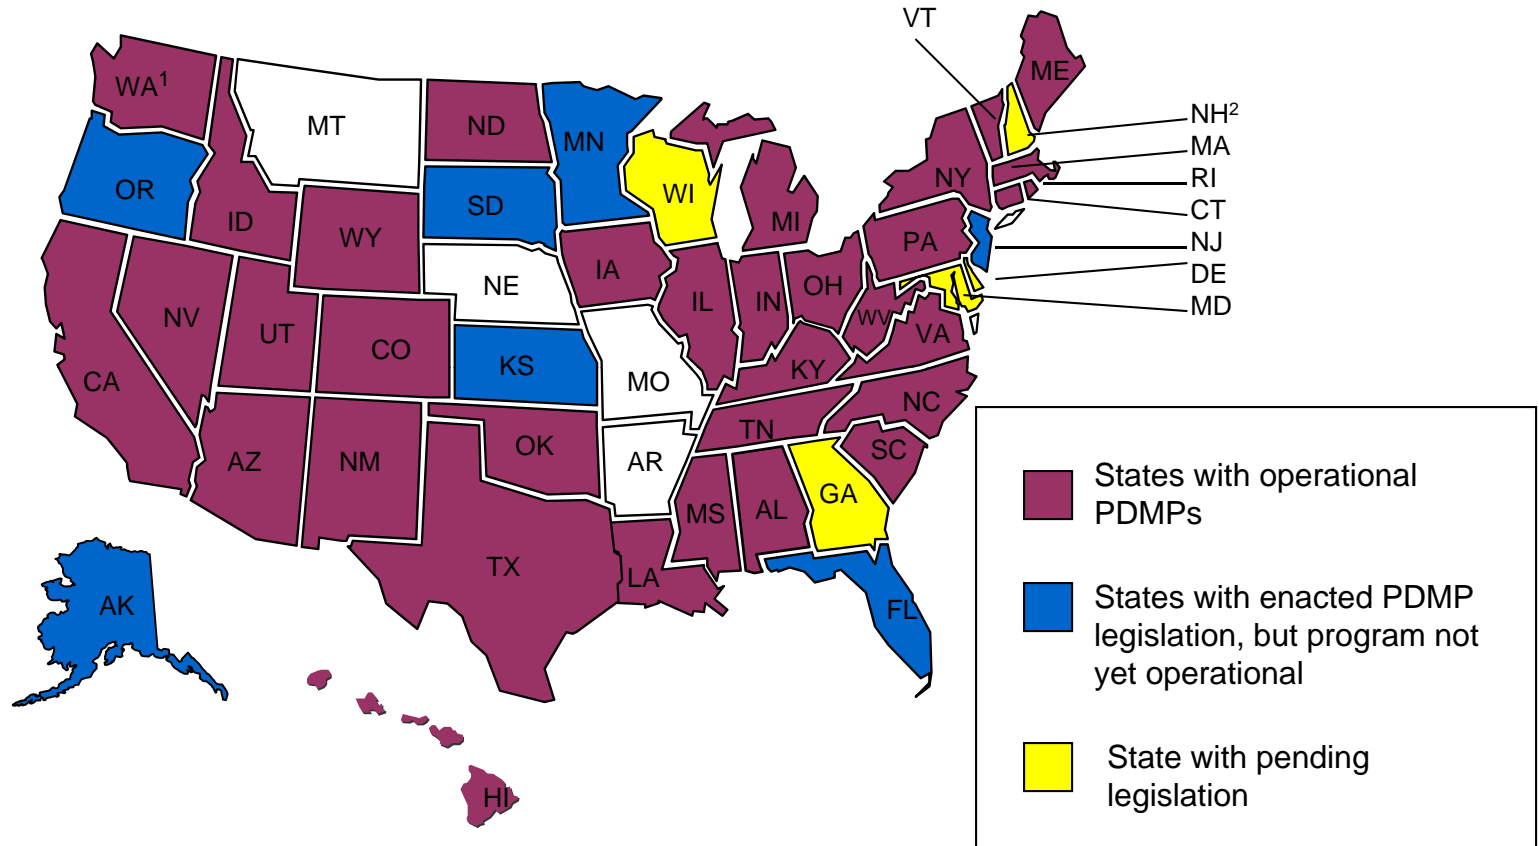 VT
ME
WA¹
NH²
MT
ND
MN
MA
OR
WI
NY
RI
SD
ID
MI
CT
WY
PA
NJ
IA
DE
NE
OH
IL
IN
MD
NV
WV
UT
VA
CO
KS
KY
CA
MO
NC
TN
OK
SC
AZ
NM
AR
GA
MS
AL
TX
LA
AK
FL
HI
States with operational
PDMPs
States with enacted PDMP
legislation, but program not
yet operational
State with pending
legislation